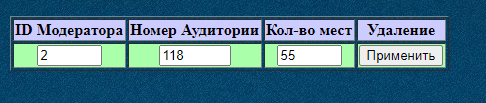 ID Модератора Номер Аудитории Кол-во мест Удаление
2 118 55 Применить